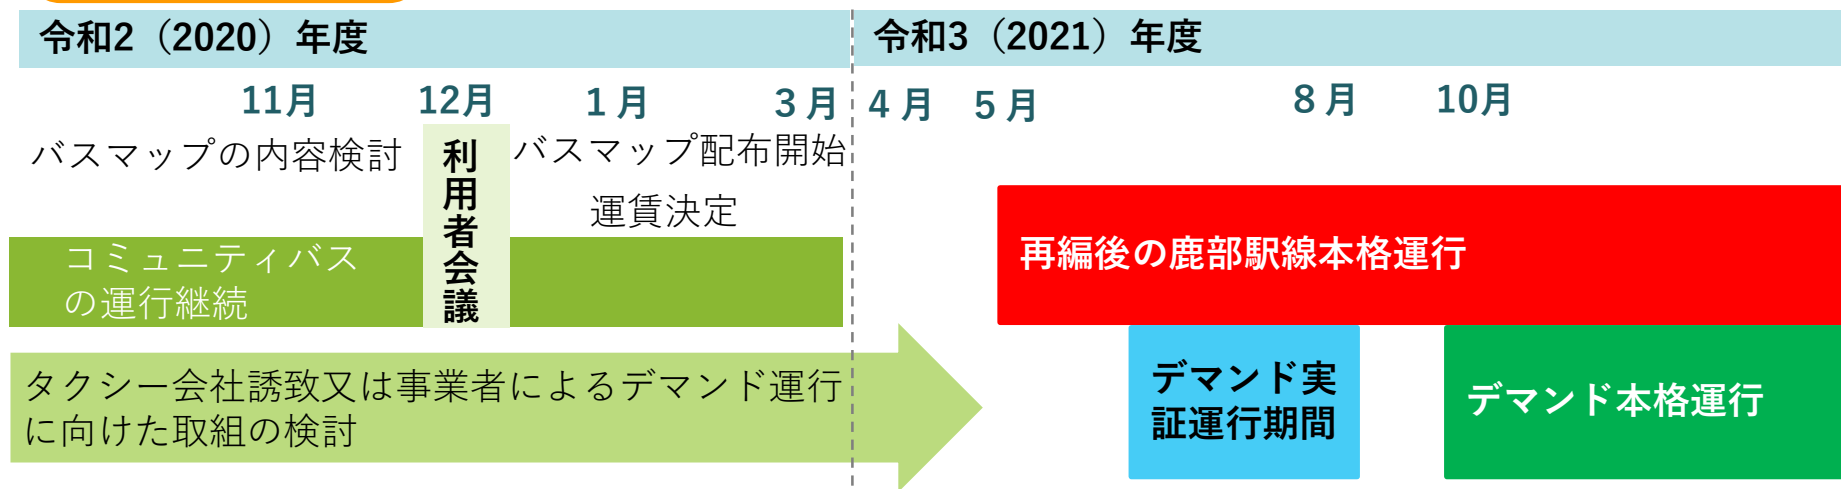 令和2（2020）年度
令和3（2021）年度
11月
12月
1月
3月
4月
5月
8月
10月
バスマップの内容検討
利用者会議
バスマップ配布開始
運賃決定
コミュニティバス
の運行継続
再編後の鹿部駅線本格運行
タクシー会社誘致又は事業者によるデマンド運行
に向けた取組の検討
デマンド実
証運行期間
デマンド本格運行